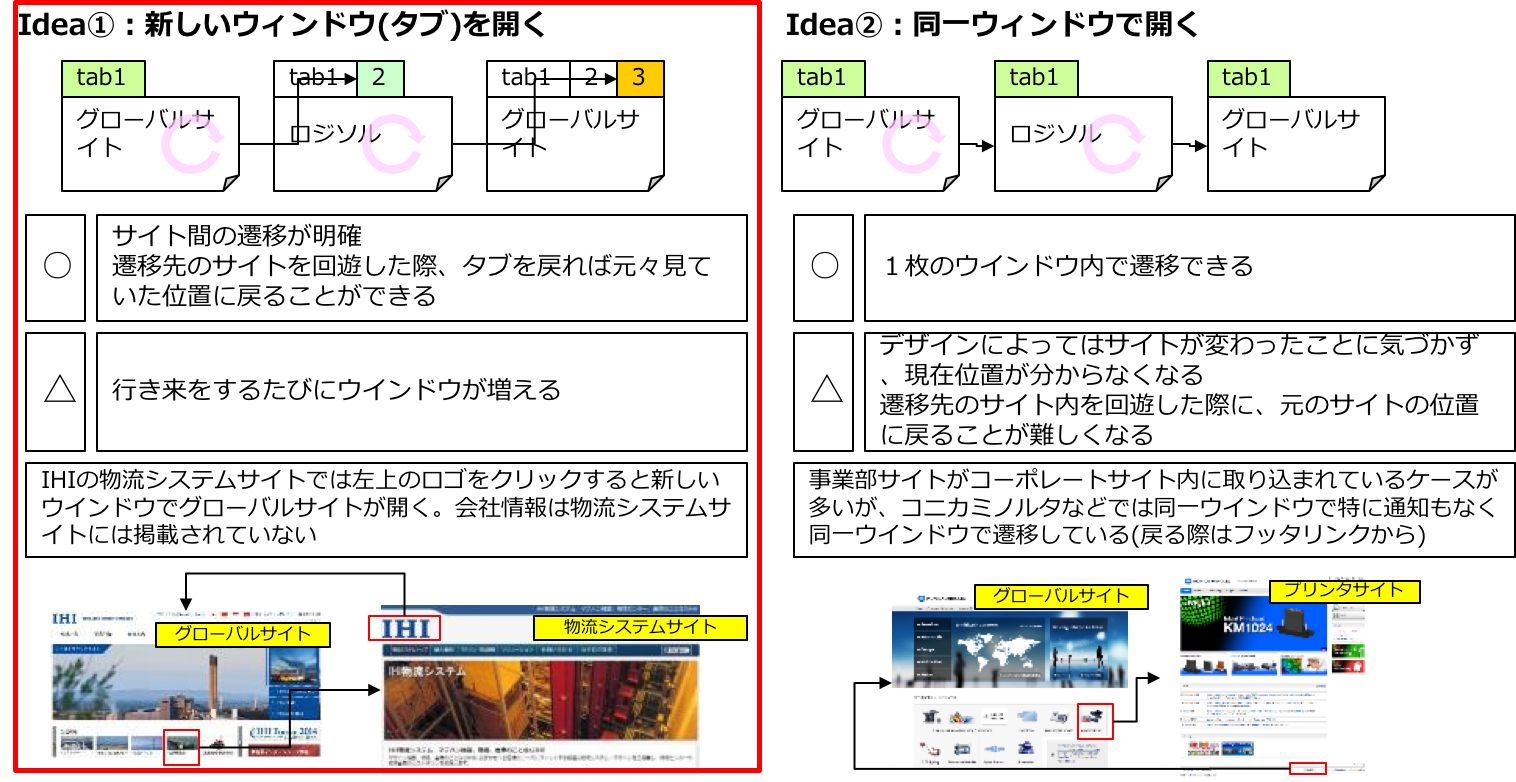 Idea①：新しいウィンドウ(タブ)を開く
tab1
グローバルサ
イト
tab1 2
ロジソル
tab1 2 3
グローバルサ
イト
〇
サイト間の遷移が明確
遷移先のサイトを回遊した際、タブを戻れば元々見て
いた位置に戻ることができる
△
行き来をするたびにウインドウが増える
IHIの物流システムサイトでは左上のロゴをクリックすると新しい
ウインドウでグローバルサイトが開く。会社情報は物流システムサ
イトには掲載されていない
IHI
グローバルサイト
IHI
物流システムサイト
IHI物流システム
Idea②：同一ウィンドウで開く
tab1
グローバルサ
イト
tab1
ロジソル
tab1
グローバルサ
イト
〇
１枚のウインドウ内で遷移できる
△
デザインによってはサイトが変わったことに気づかず
、現在位置が分からなくなる
遷移先のサイト内を回遊した際に、元のサイトの位置
に戻ることが難しくなる
事業部サイトがコーポレートサイト内に取り込まれているケースが
多いが、コニカミノルタなどでは同一ウインドウで特に通知もなく
同一ウインドウで遷移している(戻る際はフッタリンクから)
グローバルサイト
プリンタサイト
KM1024